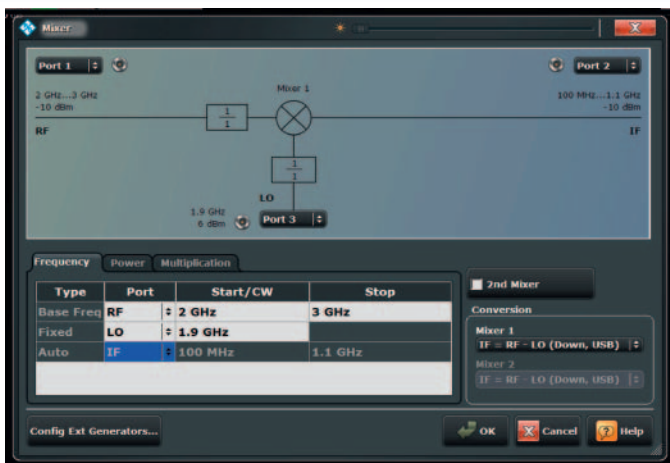 Mixer
Port 1
Port 2
2 GHz...3 GHz
-10 dBm
Mixer 1
100 MHz...1.1 GHz
-10 dBm
RF
1
1
IF
1
1
LO
1.9 GHz
6 dBm
Port 3
Frequency Power Multiplication
Type Port Start/CW Stop
Base Freq RF 2 GHz 3 GHz
Fixed LO 1.9 GHz
Auto IF 100 MHz 1.1 GHz
2nd Mixer
Conversion
Mixer 1
IF = RF - LO (Down, USB)
Mixer 2
IF = RF - LO (Down, USB)
Config Ext Generators...
OK
Cancel
Help